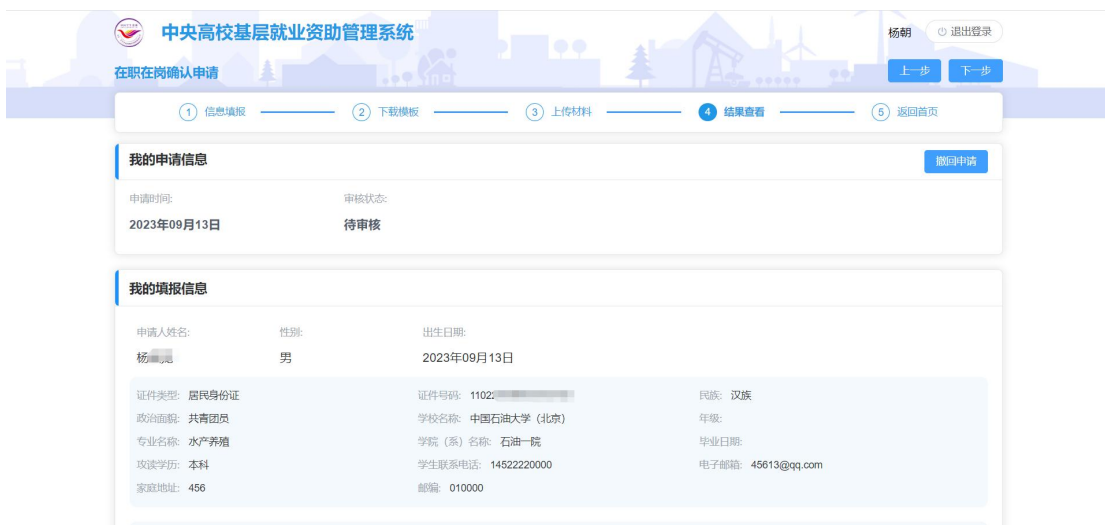 中央高校基层就业资助管理系统
杨朝 退出登录
在职在岗确认申请 上一步 下一步
1 信息填报 2 下载模板 3 上传材料 4 结果查看 5 返回首页
我的申请信息 撤回申请
申请时间: 审核状态:
2023年09月13日 待审核
我的填报信息
申请人姓名: 性别: 出生日期:
杨 男 2023年09月13日
证件类型: 居民身份证 证件号码: 1102 民族: 汉族
政治面貌: 共青团员 学校名称: 中国石油大学（北京） 年级:
专业名称: 水产养殖 学院（系）名称: 石油一院 毕业日期:
攻读学历: 本科 学生联系电话: 14522220000 电子邮箱: 45613@qq.com
家庭地址: 456 邮编: 010000